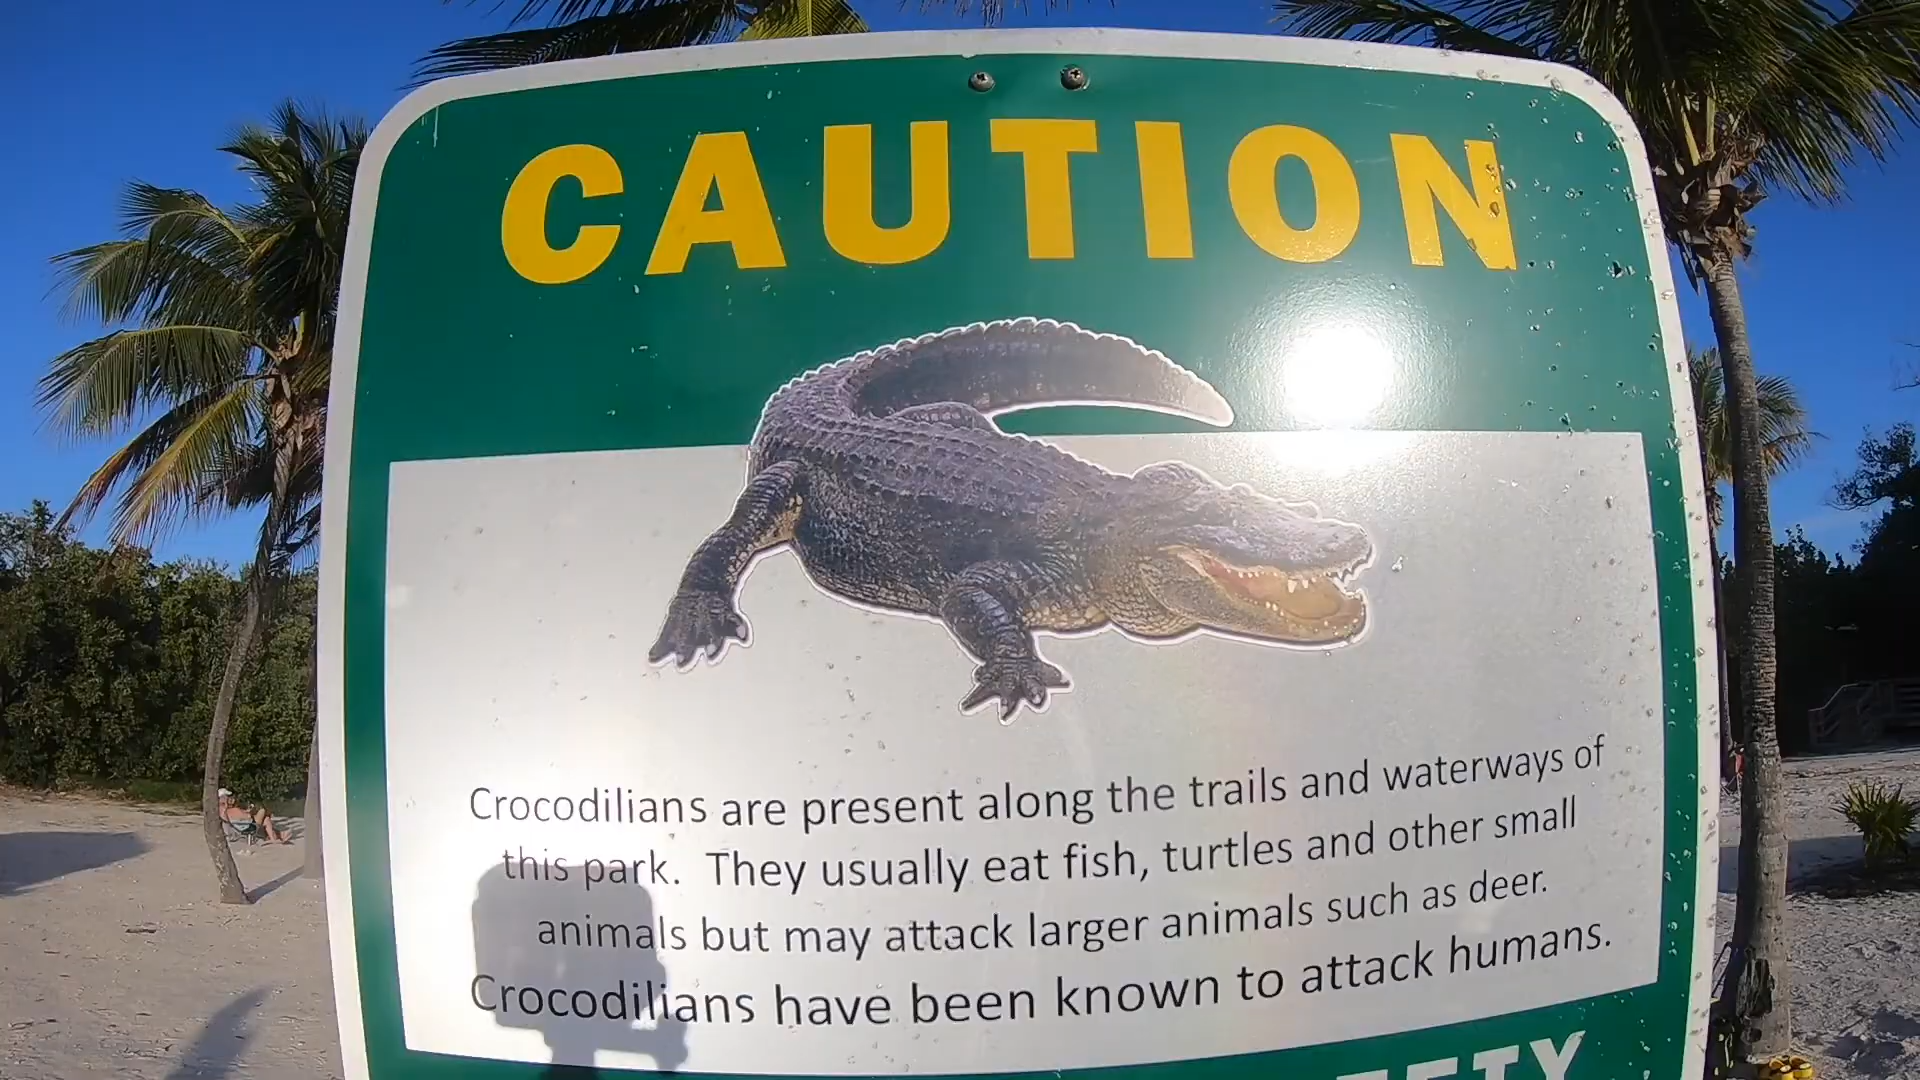 CAUTION
Crocodilians are present along the trails and waterways of
this park. They usually eat fish, turtles and other small
animals but may attack larger animals such as deer.
Crocodilians have been known to attack humans.